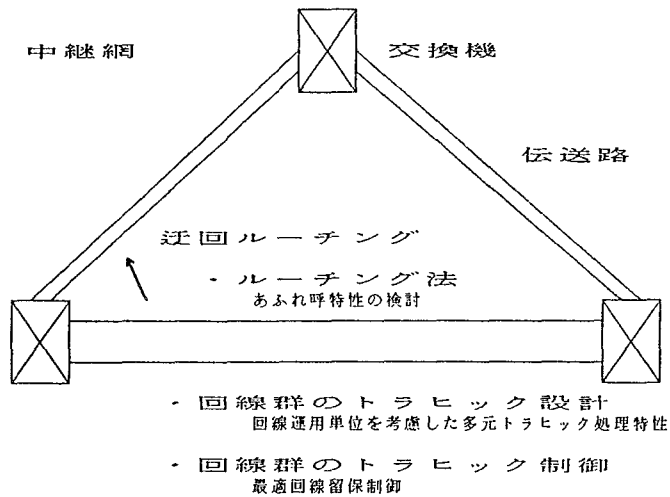 中継網
交換機
伝送路
迂回ルーチング
・ルーチング法
あふれ呼特性の検討
・回線群のトラヒック設計
回線運用単位を考慮した多元トラヒック処理特性
・回線群のトラヒック制御
最適回線留保制御